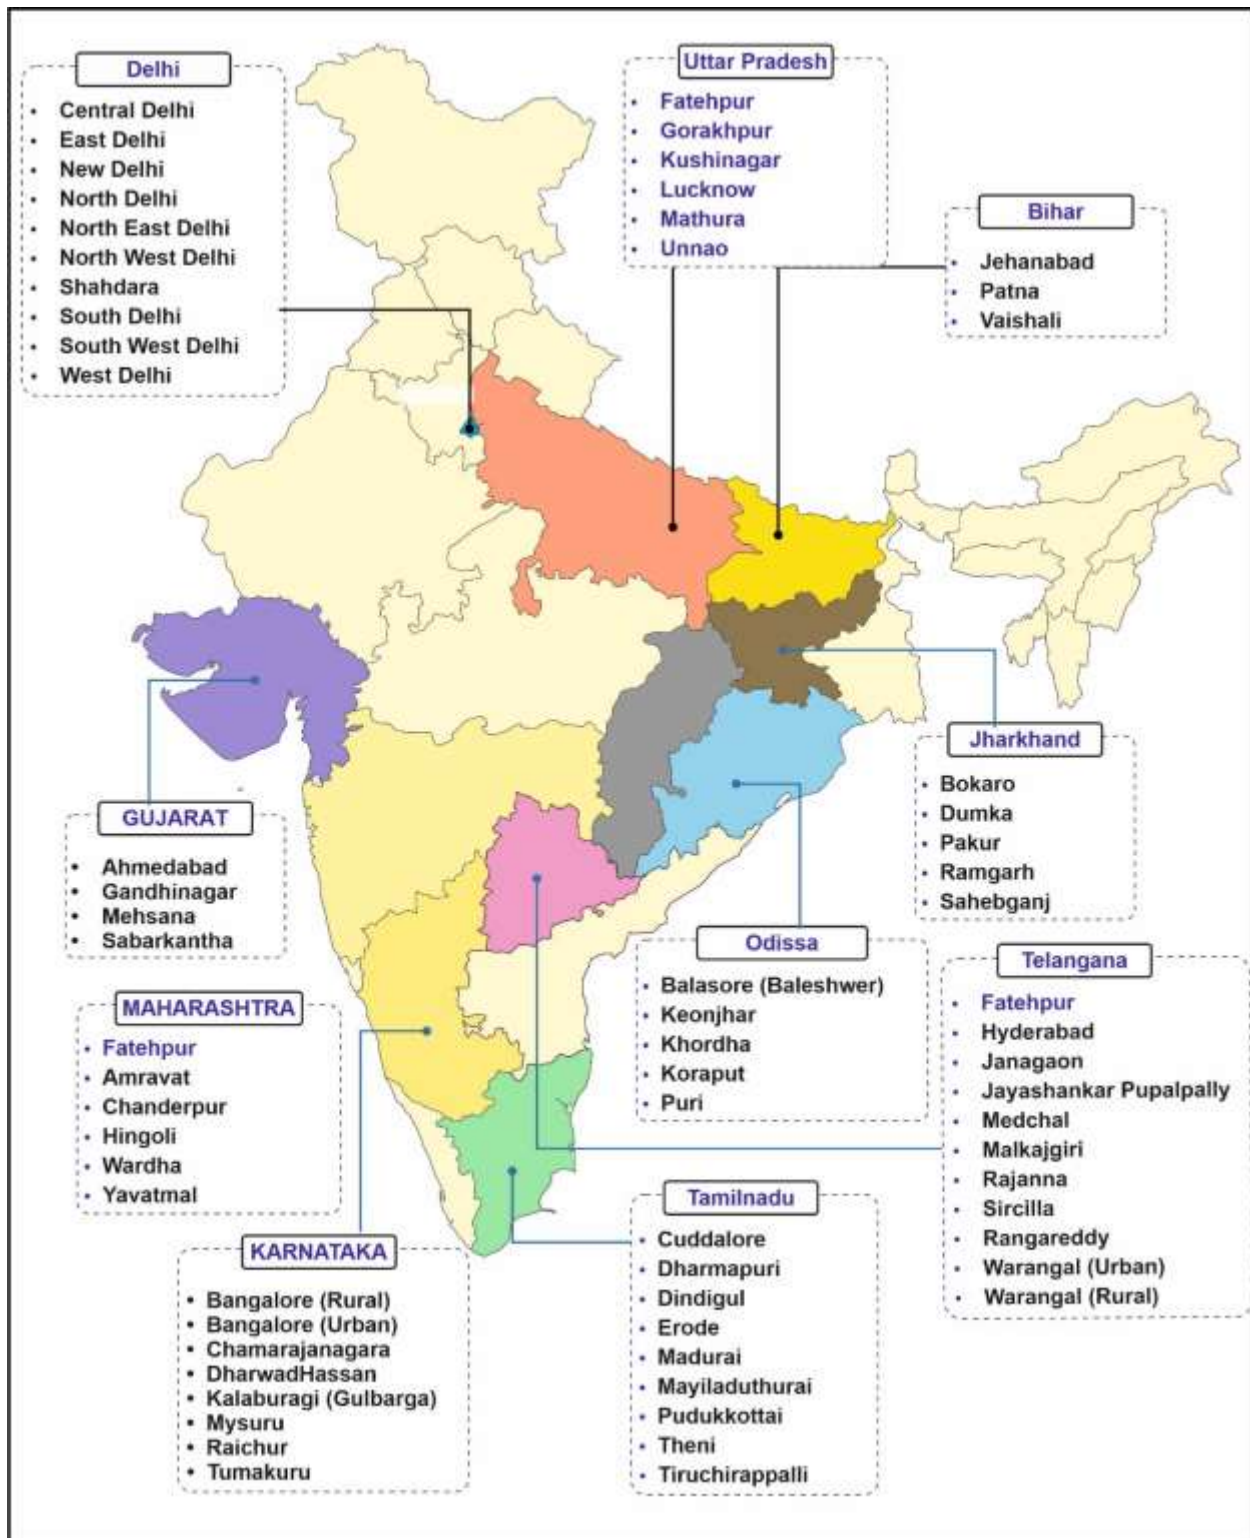 Delhi
• Central Delhi
• East Delhi
• New Delhi
• North Delhi
• North East Delhi
• North West Delhi
• Shahdara
• South Delhi
• South West Delhi
• West Delhi
Uttar Pradesh
• Fatehpur
• Gorakhpur
• Kushinagar
• Lucknow
• Mathura
• Unnao
Bihar
• Jehanabad
• Patna
• Vaishali
Jharkhand
• Bokaro
• Dumka
• Pakur
• Ramgarh
• Sahebganj
GUJARAT
• Ahmedabad
• Gandhinagar
• Mehsana
• Sabarkantha
Odissa
• Balasore (Baleshwer)
• Keonjhar
• Khordha
• Koraput
• Puri
Telangana
• Fatehpur
• Hyderabad
• Janagaon
• Jayashankar Pupalpally
• Medchal
• Malkajgiri
• Rajanna
• Sircilla
• Rangareddy
• Warangal (Urban)
• Warangal (Rural)
MAHARASHTRA
• Fatehpur
• Amravat
• Chanderpur
• Hingoli
• Wardha
• Yavatmal
Tamilnadu
• Cuddalore
• Dharmapuri
• Dindigul
• Erode
• Madurai
• Mayiladuthurai
• Pudukkottai
• Theni
• Tiruchirappalli
KARNATAKA
• Bangalore (Rural)
• Bangalore (Urban)
• Chamarajanagara
• DharwadHassan
• Kalaburagi (Gulbarga)
• Mysuru
• Raichur
• Tumakuru